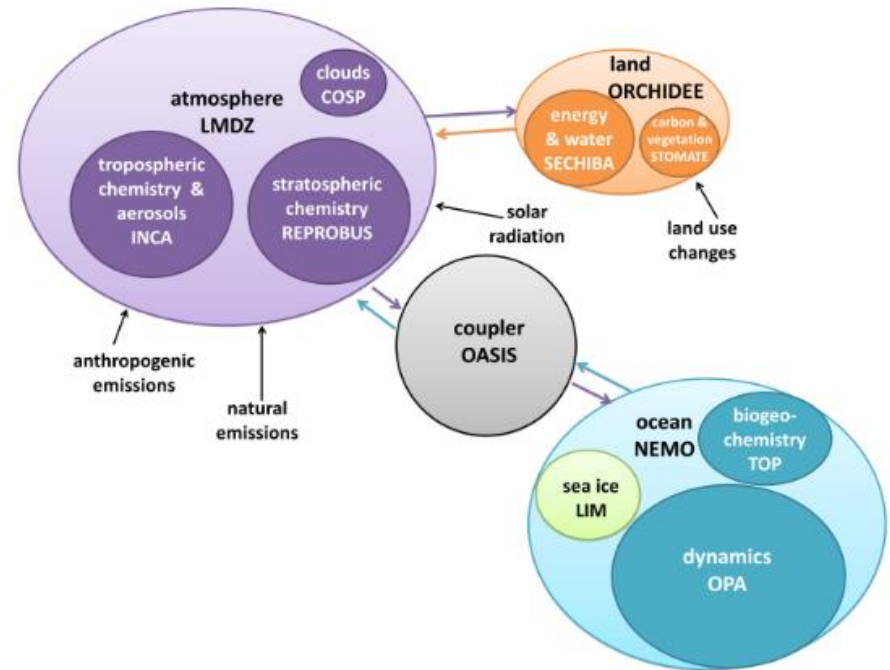 clouds
COSP
atmosphere
LMDZ
tropospheric
chemistry &
aerosols
INCA
stratospheric
chemistry
REPROBUS
land
ORCHIDEE
energy
& water
SECHIBA
carbon &
vegetation
STOMATE
solar
radiation
land use
changes
anthropogenic
emissions
natural
emissions
coupler
OASIS
ocean
NEMO
biogeo-
chemistry
TOP
sea ice
LIM
dynamics
OPA